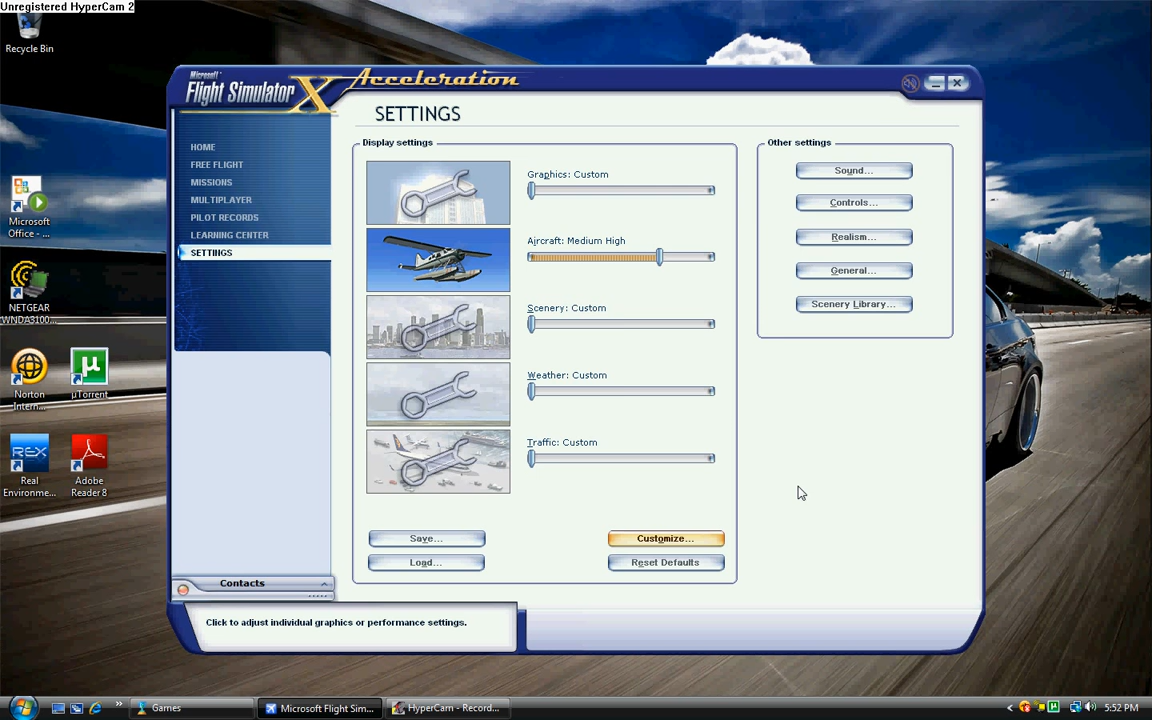 Unregistered HyperCam 2
Recycle Bin
Microsoft
Office - ...
NETGEAR
WNDA3100...
Norton
Intern...
µTorrent
REX
Real
Environme...
Adobe
Reader 8
Microsoft
Flight Simulator X Acceleration
HOME
FREE FLIGHT
MISSIONS
MULTIPLAYER
PILOT RECORDS
LEARNING CENTER
SETTINGS
Contacts
SETTINGS
Display settings
Graphics: Custom
Aircraft: Medium High
Scenery: Custom
Weather: Custom
Traffic: Custom
Save...
Customize...
Load...
Reset Defaults
Other settings
Sound...
Controls...
Realism...
General...
Scenery Library...
Click to adjust individual graphics or performance settings.
Games
Microsoft Flight Sim...
HyperCam - Record...
5:52 PM